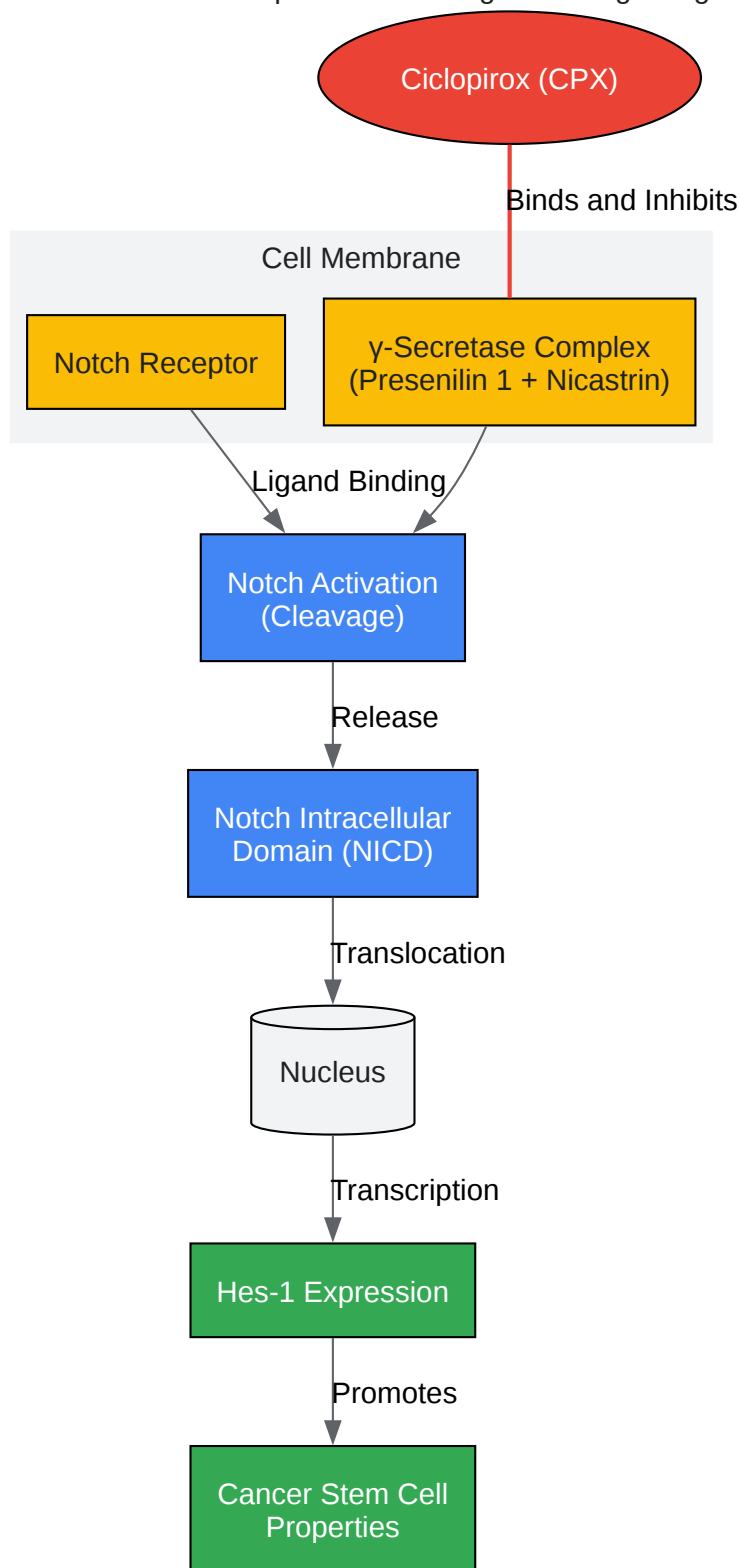 Ciclopirox (CPX)
Binds and Inhibits
Cell Membrane
Notch Receptor
γ-Secretase Complex
(Presenilin 1 + Nicastrin)
Ligand Binding
Notch Activation
(Cleavage)
Release
Notch Intracellular
Domain (NICD)
Translocation
Nucleus
Transcription
Hes-1 Expression
Promotes
Cancer Stem Cell
Properties